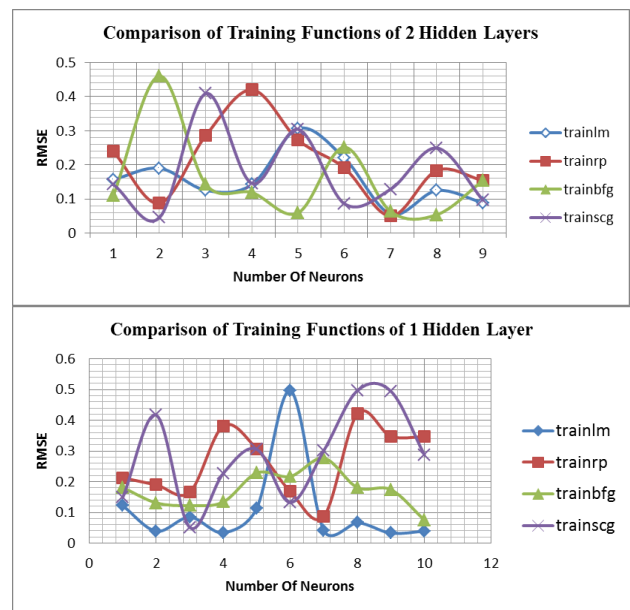 Comparison of Training Functions of 2 Hidden Layers
0.5
0.4
0.3
0.2
0.1
0
RMSE
1 2 3 4 5 6 7 8 9
Number Of Neurons
trainlm
trainrp
trainbfg
trainscg
Comparison of Training Functions of 1 Hidden Layer
0.6
0.5
0.4
0.3
0.2
0.1
0
RMSE
0 2 4 6 8 10 12
Number Of Neurons
trainlm
trainrp
trainbfg
trainscg